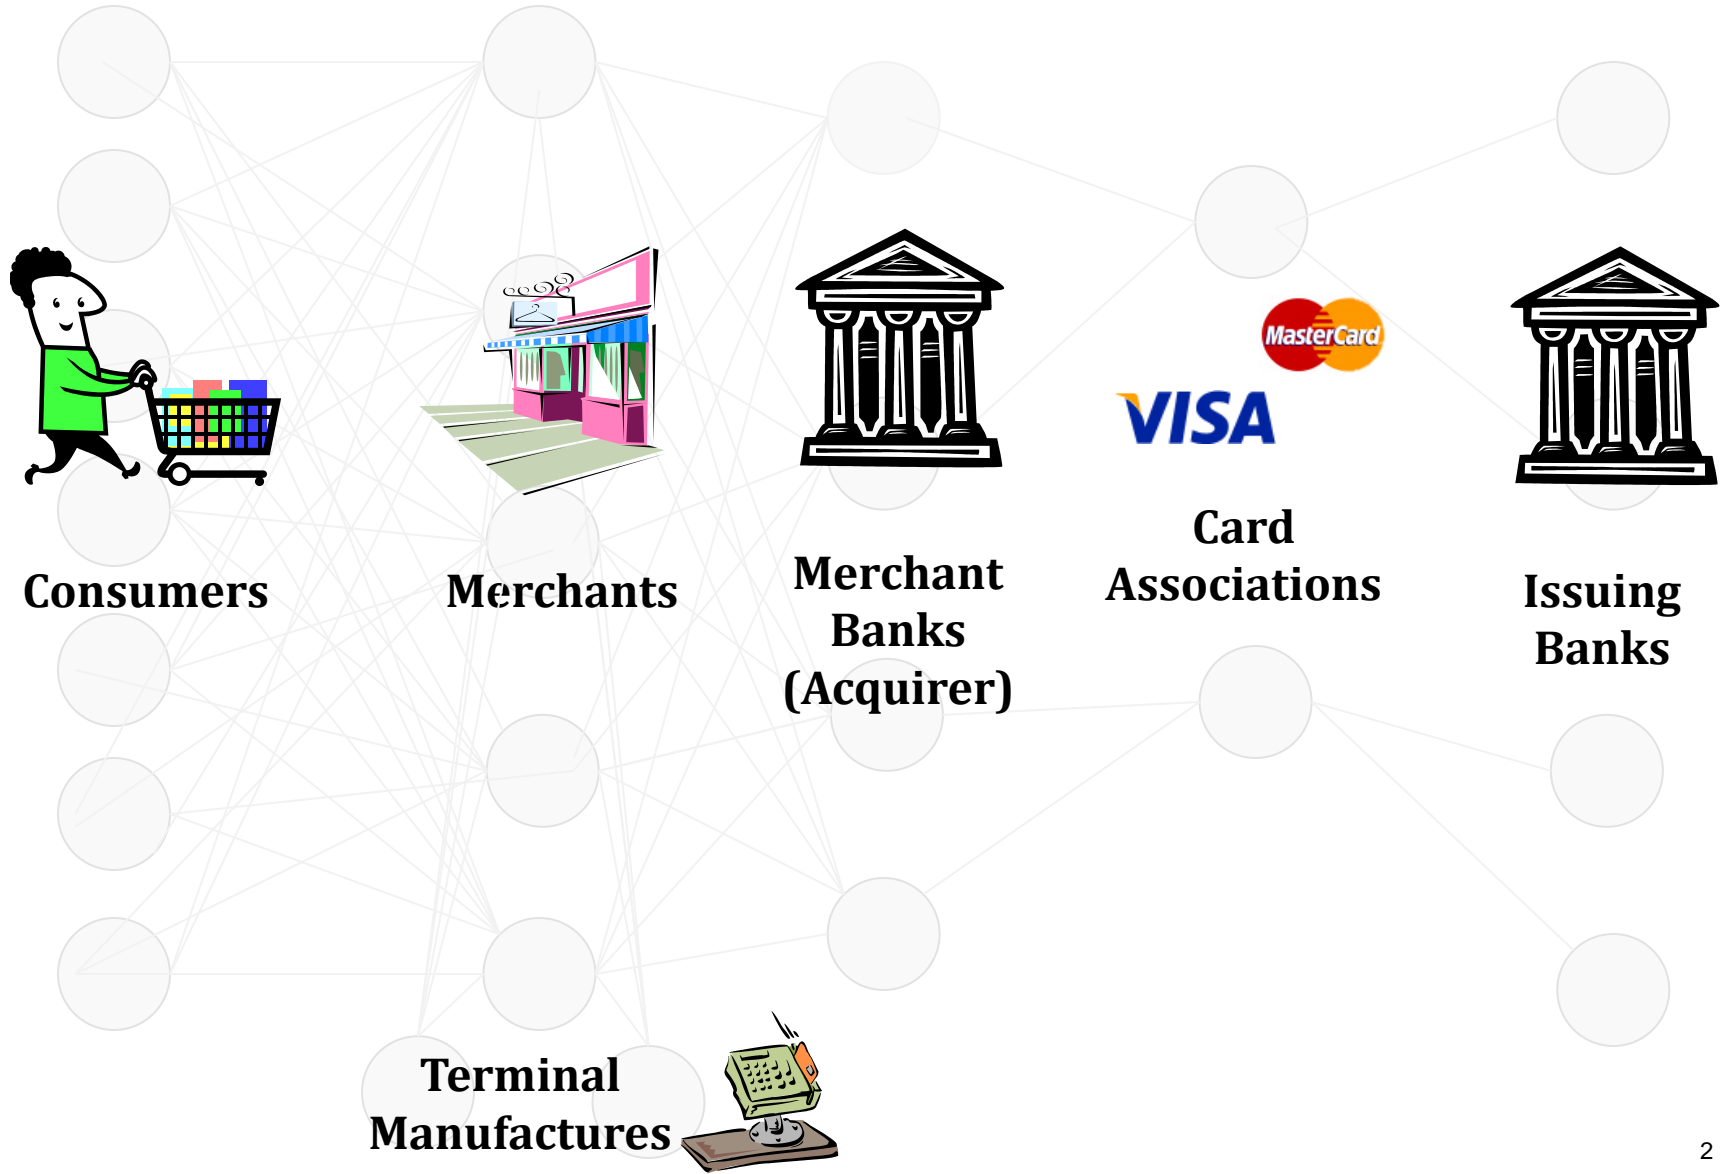 MasterCard
VISA
Consumers
Merchants
Merchant
Banks
(Acquirer)
Card
Associations
Issuing
Banks
Terminal
Manufactures
2